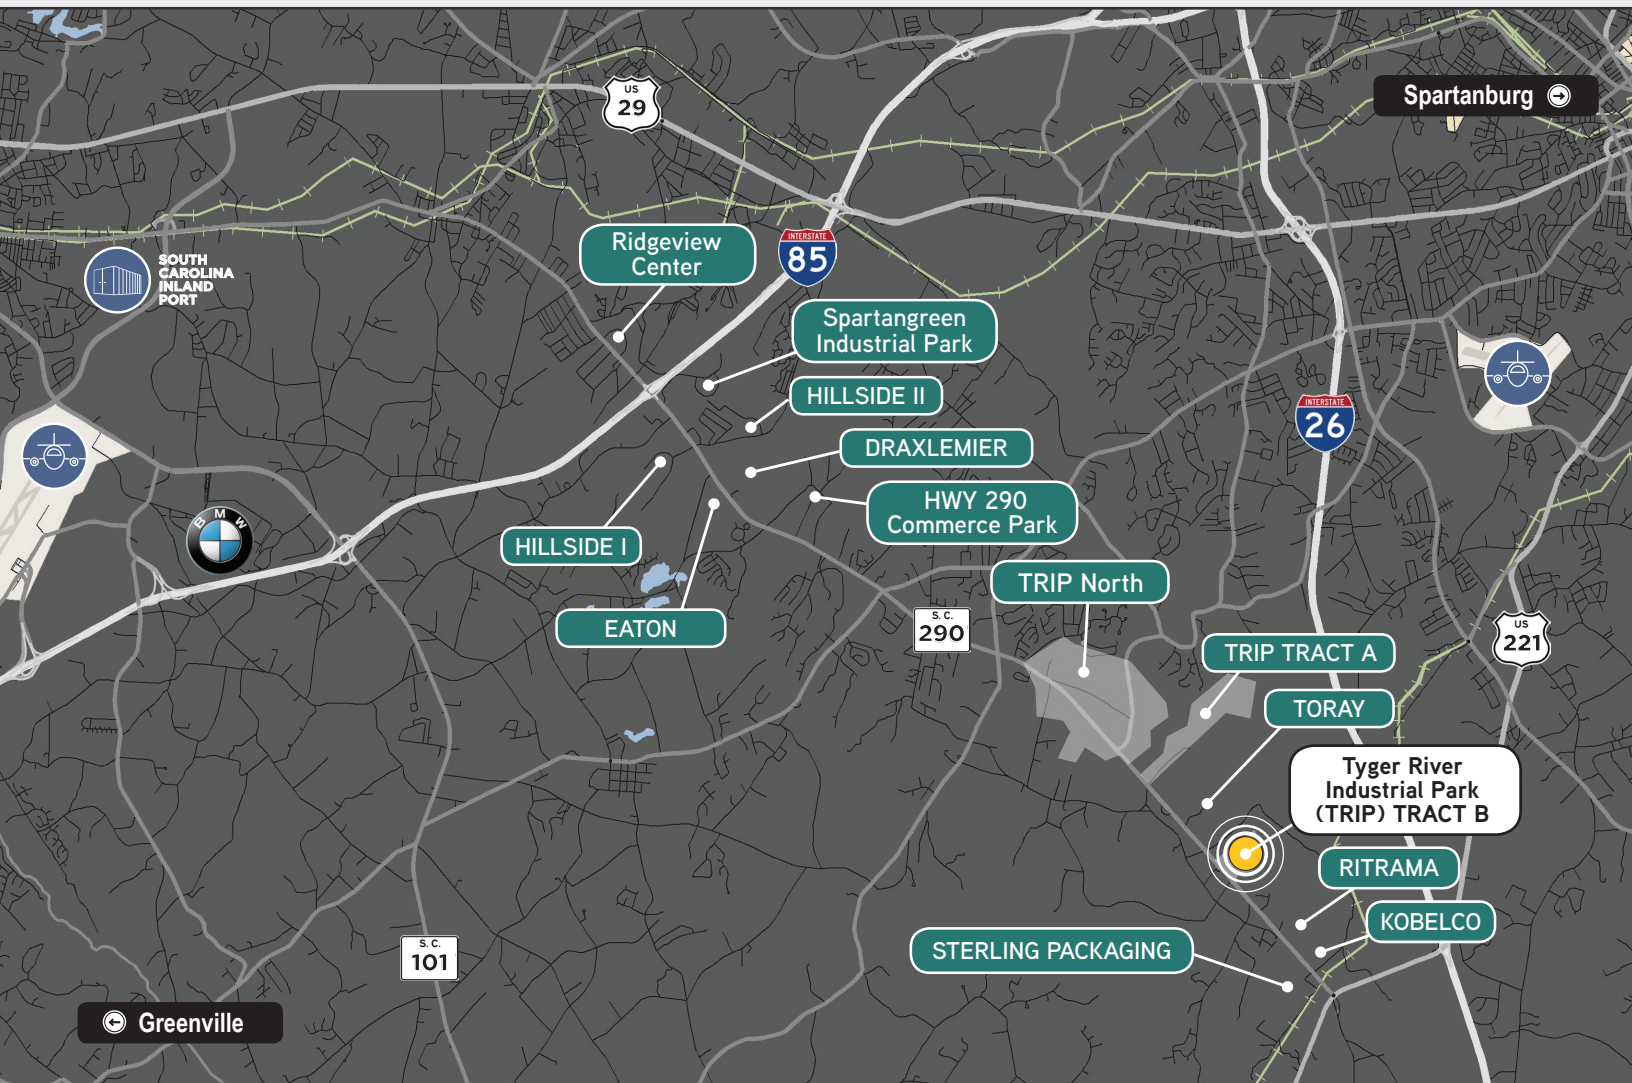 US
29
Spartanburg
Ridgeview
Center
INTERSTATE
85
SOUTH
CAROLINA
INLAND
PORT
Spartangreen
Industrial Park
HILLSIDE II
INTERSTATE
26
DRAXLEMIER
HWY 290
Commerce Park
BMW
HILLSIDE I
TRIP North
EATON
S. C.
290
US
221
TRIP TRACT A
TORAY
Tyger River
Industrial Park
(TRIP) TRACT B
RITRAMA
KOBELCO
STERLING PACKAGING
S. C.
101
Greenville